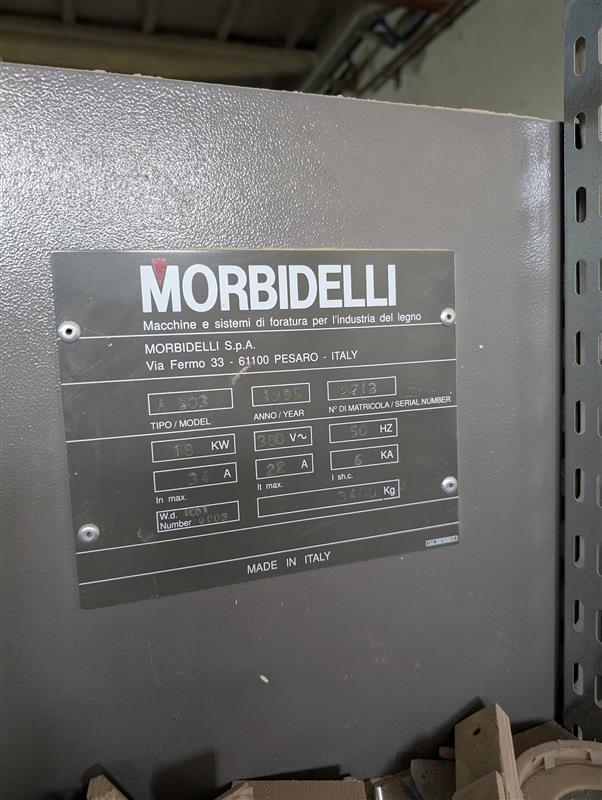 MORBIDELLI
Macchine e sistemi di foratura per l'industria del legno
MORBIDELLI S.p.A.
Via Fermo 33 - 61100 PESARO - ITALY
A 503 1995 2713
TIPO / MODEL ANNO / YEAR N° DI MATRICOLA / SERIAL NUMBER
18 KW 380 V~ 50 HZ
34 A 22 A 6 KA
In max. It max. I sh.c.
W.d. 3400 Kg
Number 0009
MADE IN ITALY